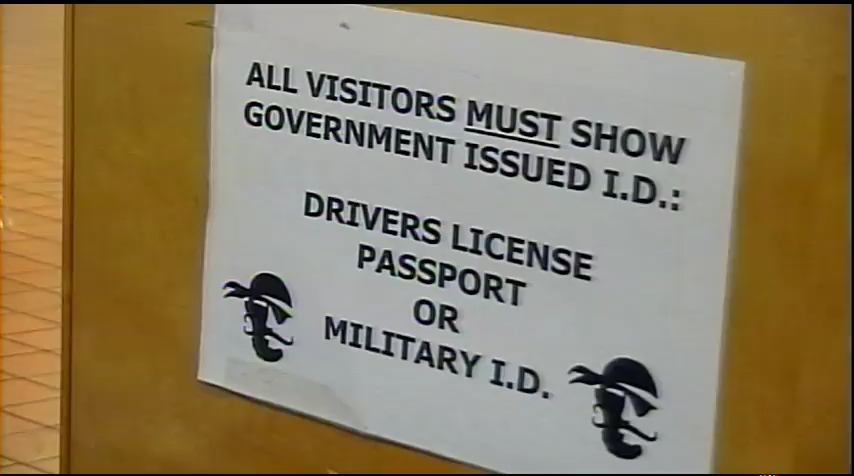 ALL VISITORS MUST SHOW
GOVERNMENT ISSUED I.D.:
DRIVERS LICENSE
PASSPORT
OR
MILITARY I.D.